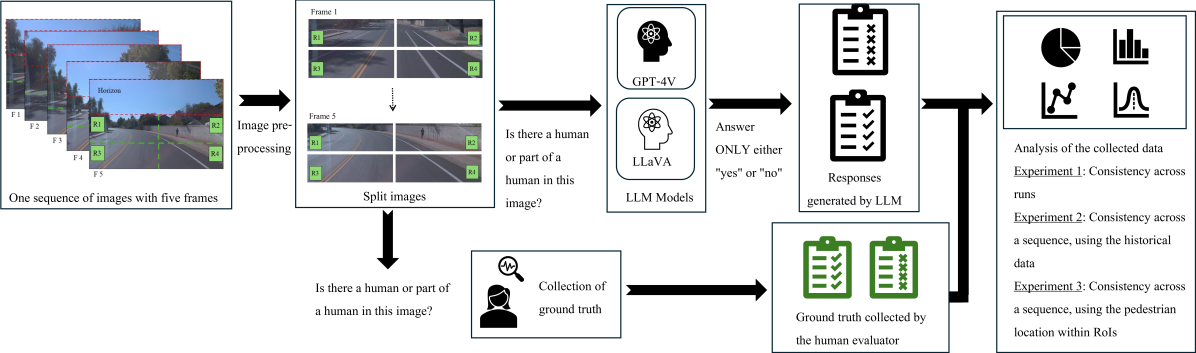 Horizon
R1
R2
R3
R4
F 1
F 2
F 3
F 4
F 5
One sequence of images with five frames
Image pre-
processing
Frame 1
R1
R2
R3
R4
Frame 5
R1
R2
R3
R4
Split images
Is there a human
or part of a
human in this
image?
GPT-4V
LLaVA
LLM Models
Answer
ONLY either
"yes" or "no"
Responses
generated by LLM
Is there a human or part of
a human in this image?
Collection of
ground truth
Ground truth collected by
the human evaluator
Analysis of the collected data
Experiment 1: Consistency across
runs
Experiment 2: Consistency across
a sequence, using the historical
data
Experiment 3: Consistency across
a sequence, using the pedestrian
location within RoIs